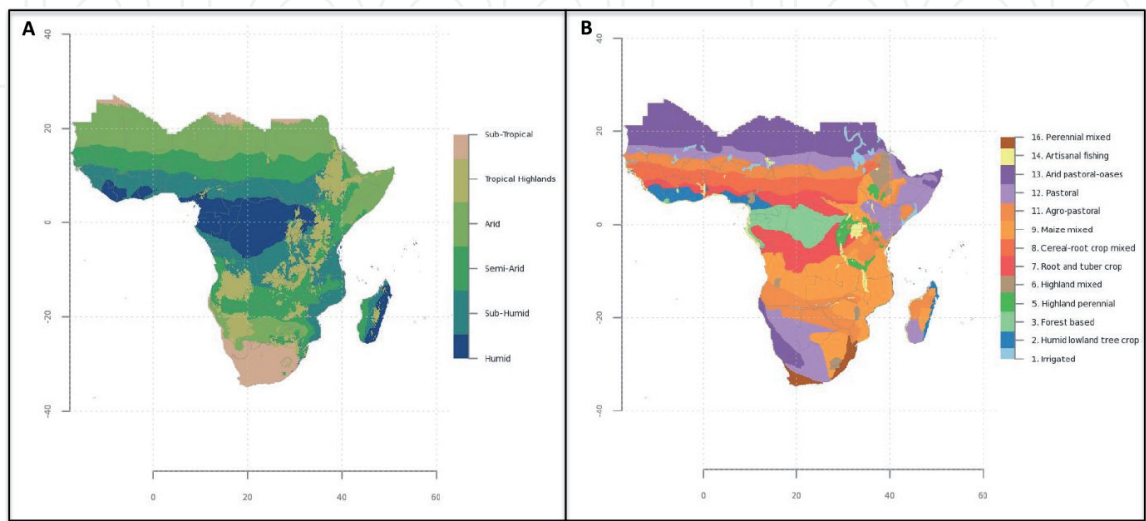 A
40
20
0
-20
-40
0
20
40
60
Sub-Tropical
Tropical Highlands
Arid
Semi-Arid
Sub-Humid
Humid
B
40
20
0
-20
-40
0
20
40
60
16. Perennial mixed
14. Artisanal fishing
13. Arid pastoral-oases
12. Pastoral
11. Agro-pastoral
9. Maize mixed
8. Cereal-root crop mixed
7. Root and tuber crop
6. Highland mixed
5. Highland perennial
3. Forest based
2. Humid lowland tree crop
1. Irrigated